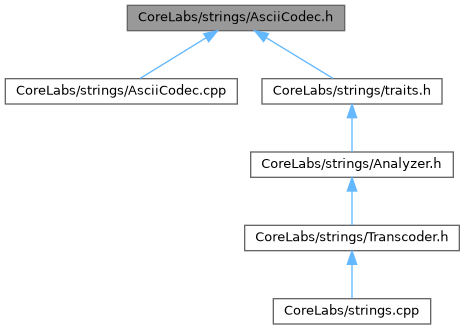 CoreLabs/strings/AsciiCodec.h
CoreLabs/strings/AsciiCodec.cpp
CoreLabs/strings/traits.h
CoreLabs/strings/Analyzer.h
CoreLabs/strings/Transcoder.h
CoreLabs/strings.cpp